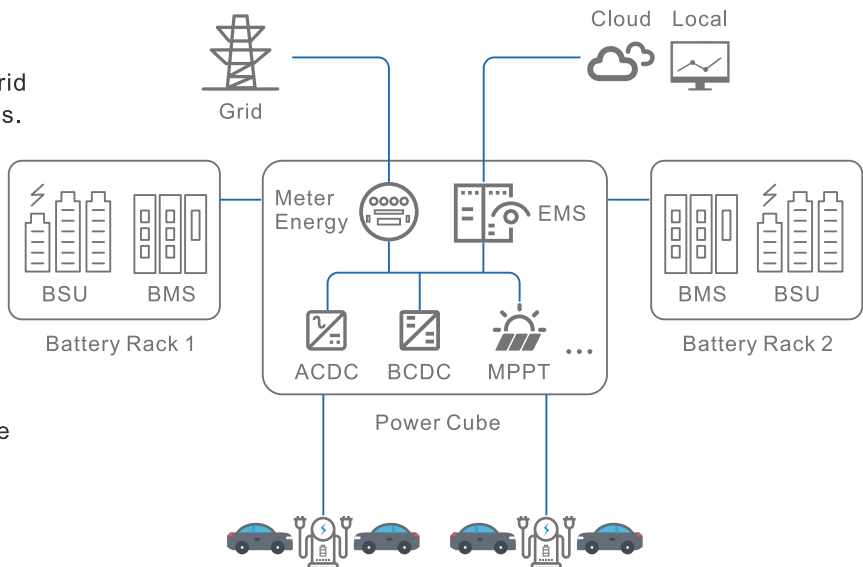 Cloud Local
rid
s.
Grid
Meter
Energy
EMS
BSU BMS
BMS BSU
Battery Rack 1
Battery Rack 2
ACDC BCDC MPPT ...
Power Cube
e